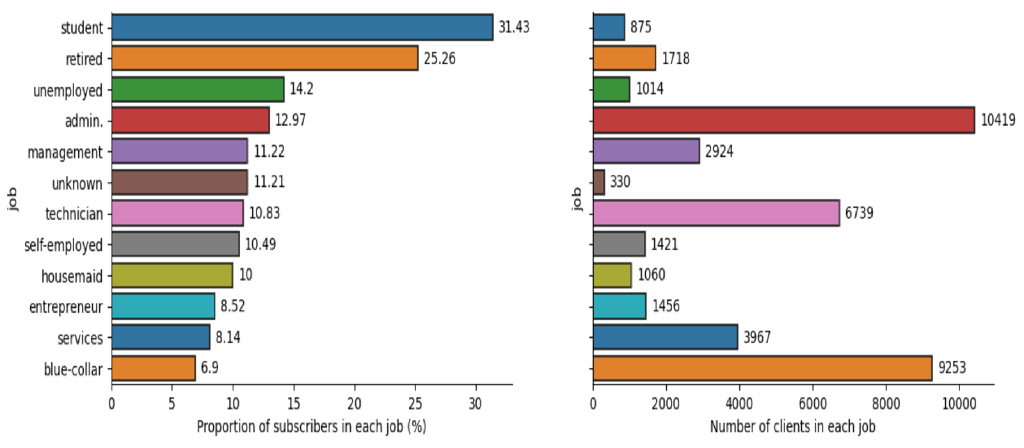 student
retired
unemployed
admin.
management
unknown
technician
self-employed
housemaid
entrepreneur
services
blue-collar
job
31.43
25.26
14.2
12.97
11.22
11.21
10.83
10.49
10
8.52
8.14
6.9
0 5 10 15 20 25 30
Proportion of subscribers in each job (%)
job
875
1718
1014
10419
2924
330
6739
1421
1060
1456
3967
9253
0 2000 4000 6000 8000 10000
Number of clients in each job